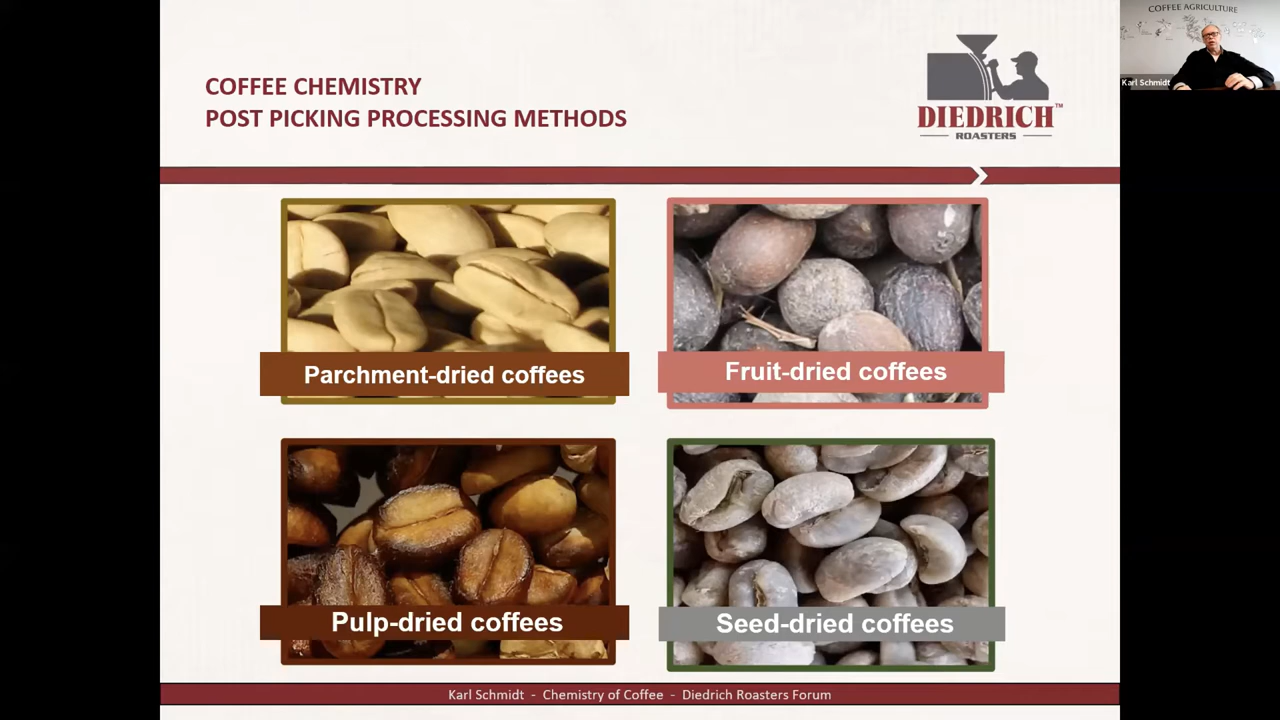 COFFEE CHEMISTRY
POST PICKING PROCESSING METHODS
DIEDRICH™
ROASTERS
COFFEE AGRICULTURE
Karl Schmidt
Parchment-dried coffees
Fruit-dried coffees
Pulp-dried coffees
Seed-dried coffees
Karl Schmidt - Chemistry of Coffee - Diedrich Roasters Forum